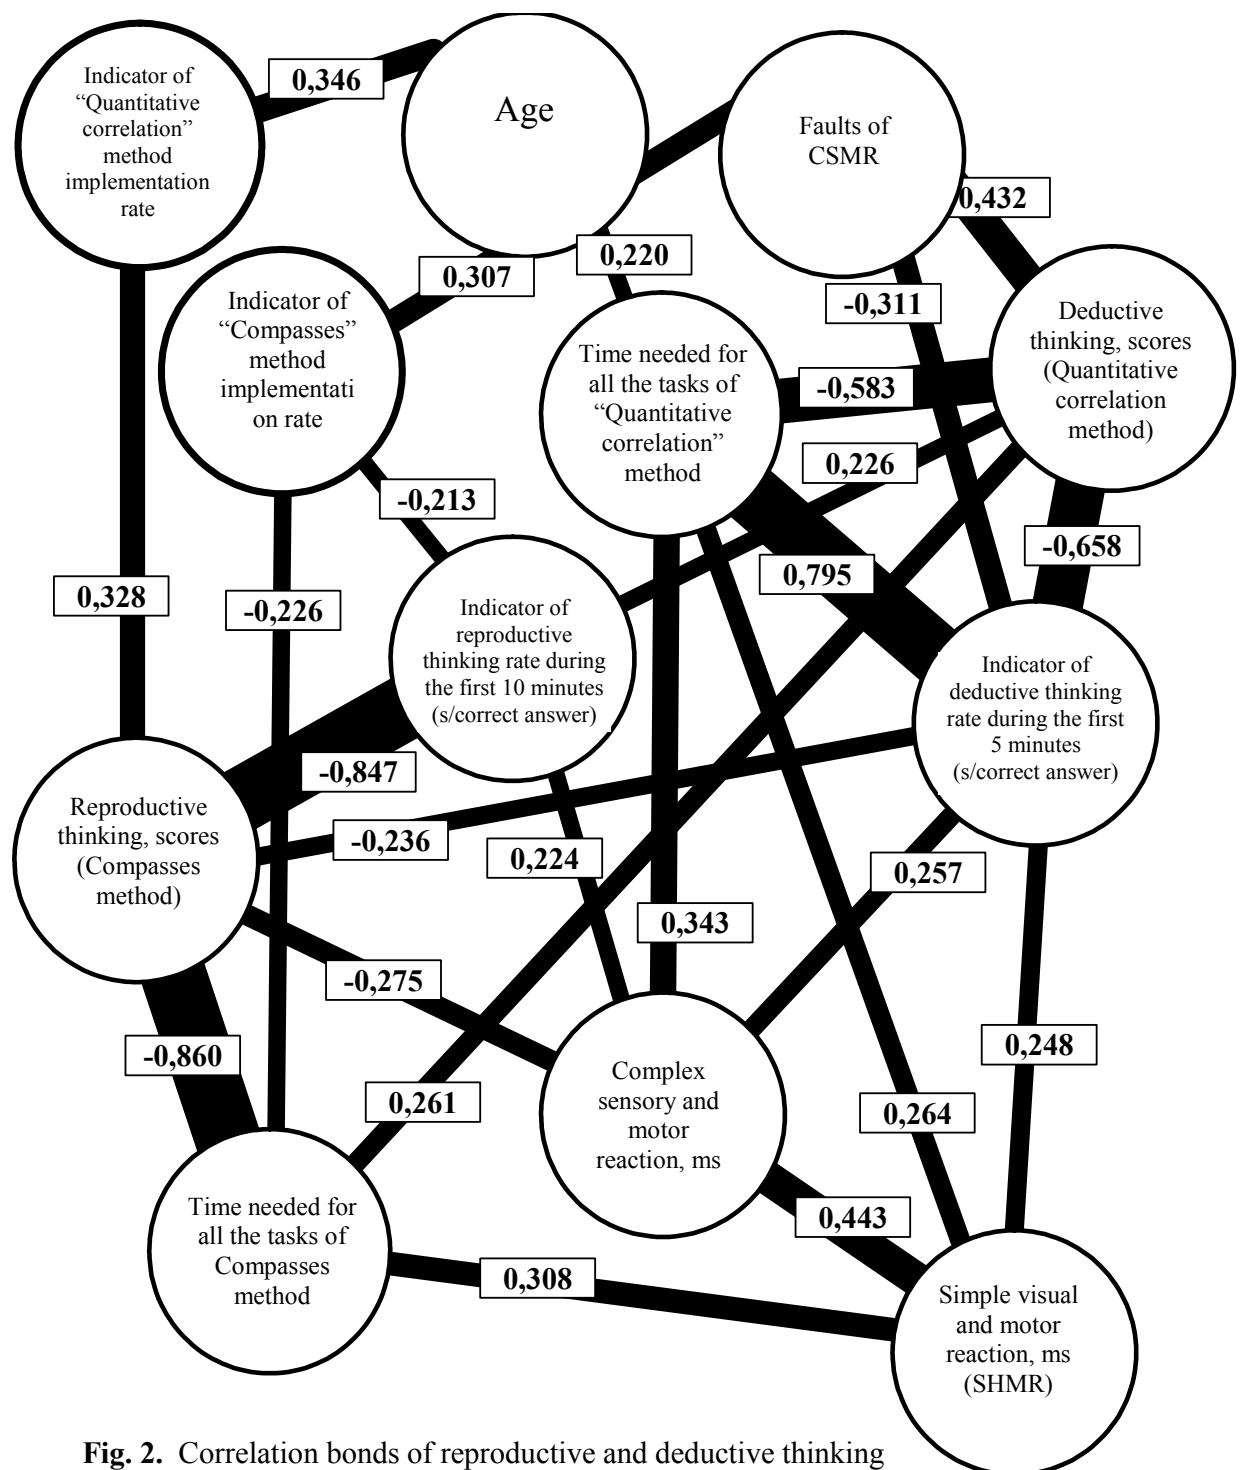 Indicator of
“Quantitative
correlation”
method
implementation
rate
0,346
Age
Faults of
CSMR
0,432
0,307
0,220
-0,311
Indicator of
“Compasses”
method
implementati
on rate
Time needed for
all the tasks of
“Quantitative
correlation”
method
Deductive
thinking, scores
(Quantitative
correlation
method)
-0,583
0,226
-0,213
-0,658
0,795
0,328
-0,226
Indicator of
reproductive
thinking rate during
the first 10 minutes
(s/correct answer)
Indicator of
deductive thinking
rate during the first
5 minutes
(s/correct answer)
-0,847
Reproductive
thinking, scores
(Compasses
method)
-0,236
0,224
0,257
0,343
-0,275
-0,860
0,248
0,261
0,264
Complex
sensory and
motor
reaction, ms
Time needed for
all the tasks of
Compasses
method
0,443
0,308
Simple visual
and motor
reaction, ms
(SHMR)
Fig. 2. Correlation bonds of reproductive and deductive thinking